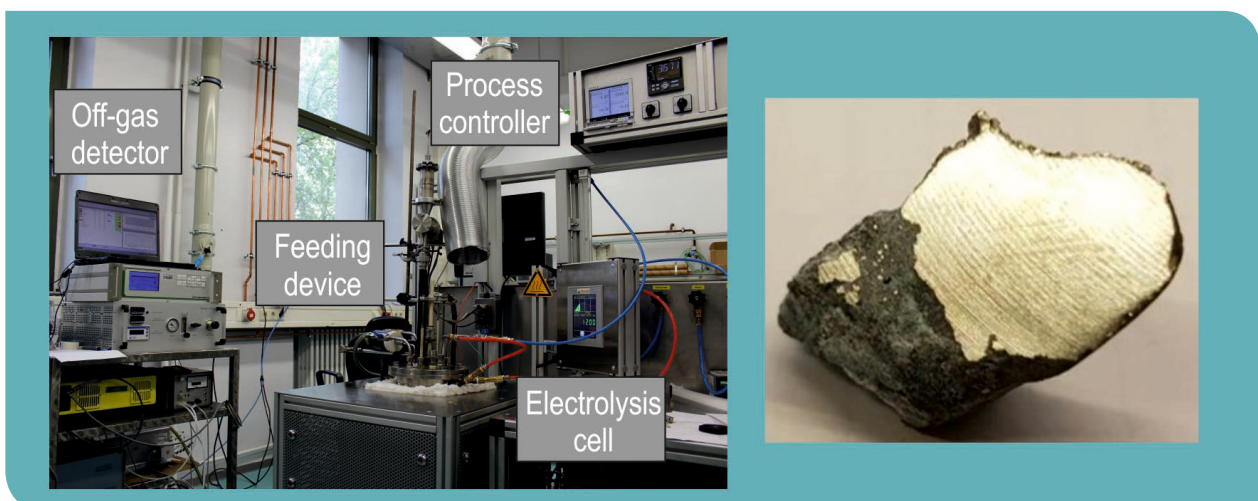 Off-gas
detector
Process
controller
Feeding
device
Electrolysis
cell